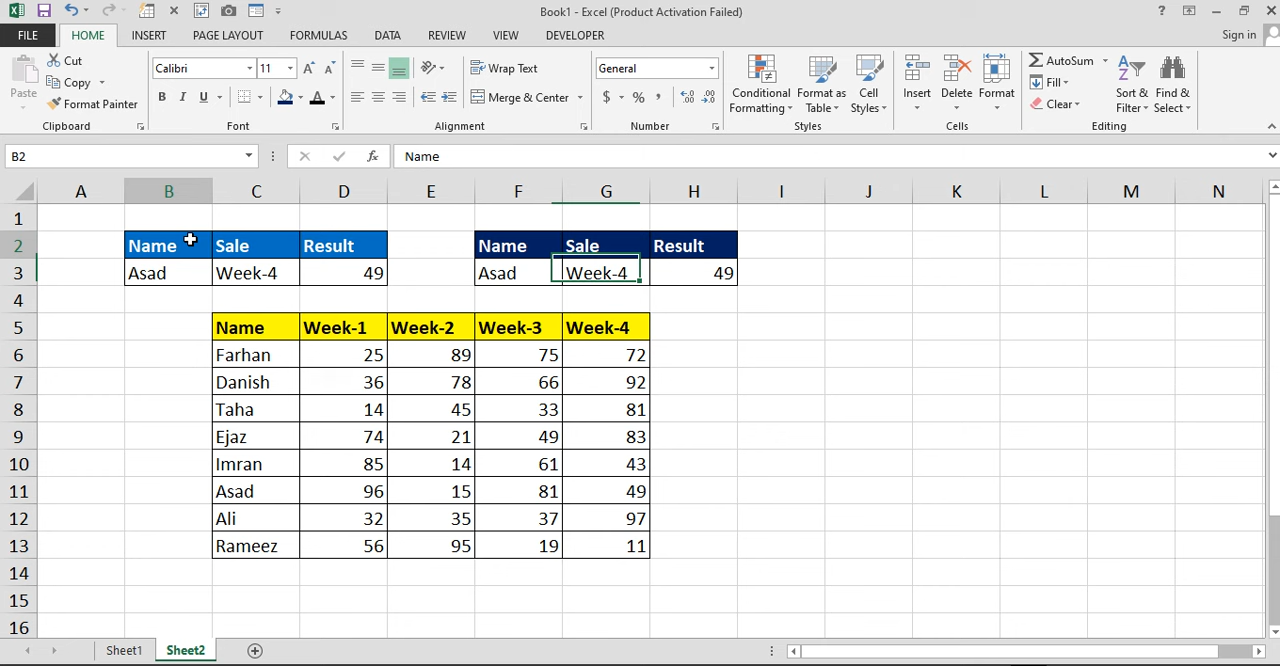 Book1 - Excel (Product Activation Failed)
?
FILE HOME INSERT PAGE LAYOUT FORMULAS DATA REVIEW VIEW DEVELOPER Sign in
Paste
Cut
Copy
Format Painter
Clipboard
Calibri 11
A A
B I U A
Font
Wrap Text
Merge & Center
Alignment
General
$ % ,
Number
Conditional Formatting
Format as Table
Cell Styles
Styles
Insert Delete Format
Cells
AutoSum
Fill
Clear
Sort & Filter
Find & Select
Editing
B2 fx Name
A B C D E F G H I J K L M N
1
2 Name Sale Result Name Sale Result
3 Asad Week-4 49 Asad Week-4 49
4
5 Name Week-1 Week-2 Week-3 Week-4
6 Farhan 25 89 75 72
7 Danish 36 78 66 92
8 Taha 14 45 33 81
9 Ejaz 74 21 49 83
10 Imran 85 14 61 43
11 Asad 96 15 81 49
12 Ali 32 35 37 97
13 Rameez 56 95 19 11
14
15
16
Sheet1 Sheet2